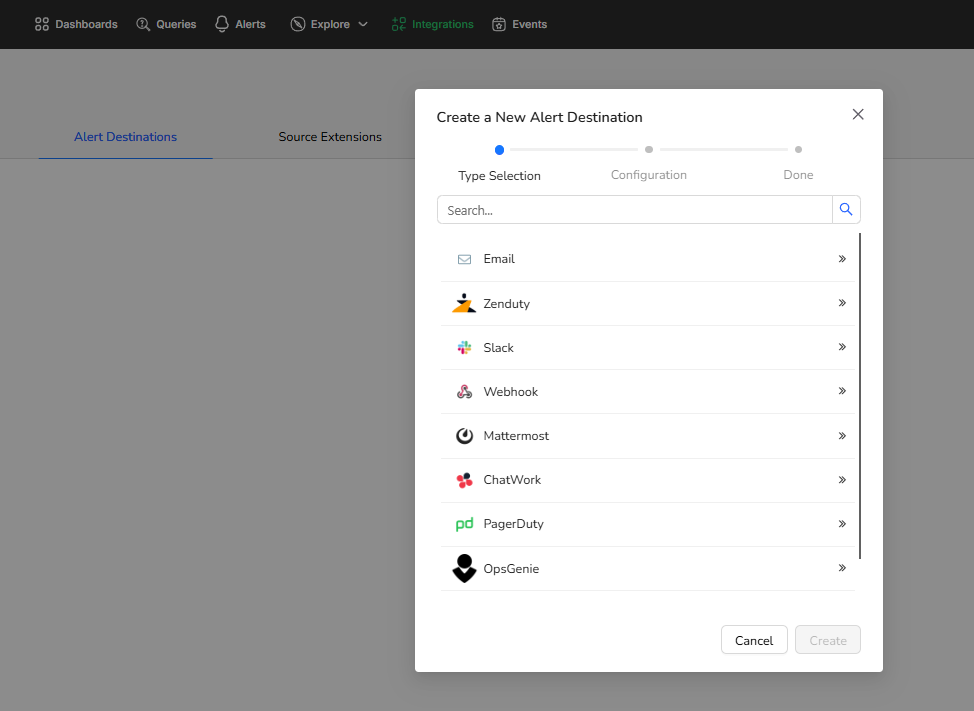 Dashboards Queries Alerts Explore Integrations Events
Alert Destinations Source Extensions
Create a New Alert Destination
Type Selection Configuration Done
Search...
Email
Zenduty
Slack
Webhook
Mattermost
ChatWork
pd PagerDuty
OpsGenie
Cancel Create